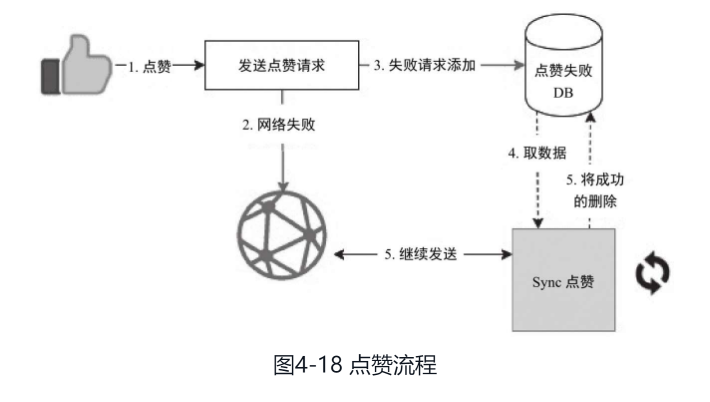 1. 点赞
发送点赞请求
3. 失败请求添加
点赞失败
DB
2. 网络失败
4. 取数据
5. 将成功
的删除
5. 继续发送
Sync 点赞
图4-18 点赞流程